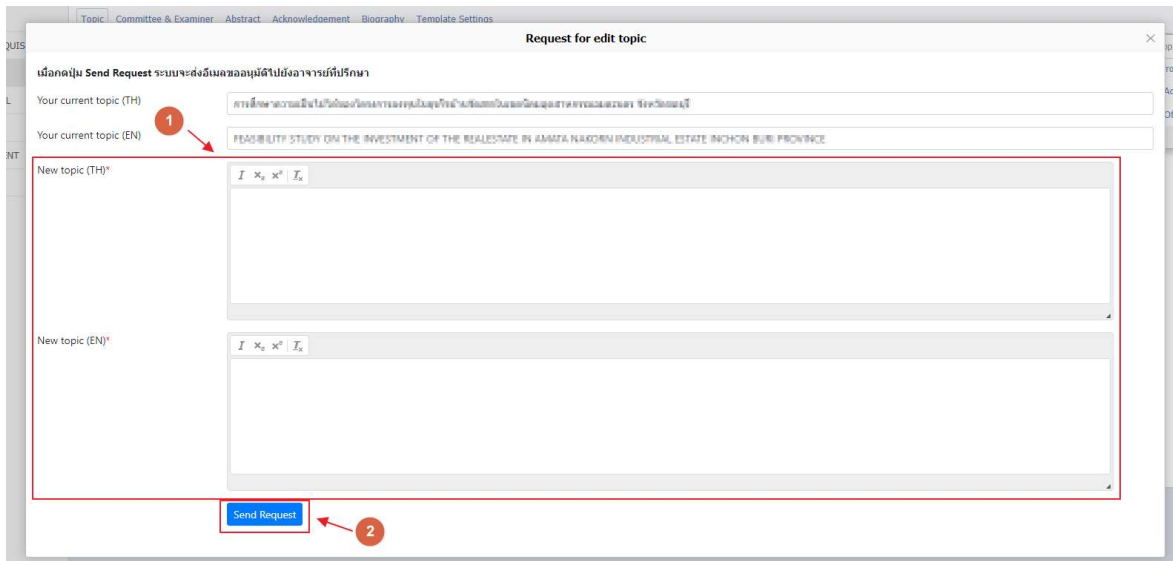 Topic Committee & Examiner Abstract Acknowledgement Biography Template Settings
Request for edit topic
เมื่อกดปุ่ม Send Request ระบบจะส่งอีเมลขออนุมัติไปยังอาจารย์ที่ปรึกษา
Your current topic (TH)
1
Your current topic (EN)
FEASIBILITY STUDY ON THE INVESTMENT OF THE REALESTATE IN AMATA NAKORN INDUSTRIAL ESTATE INCHON BURI PROVINCE
New topic (TH)*
New topic (EN)*
Send Request
2